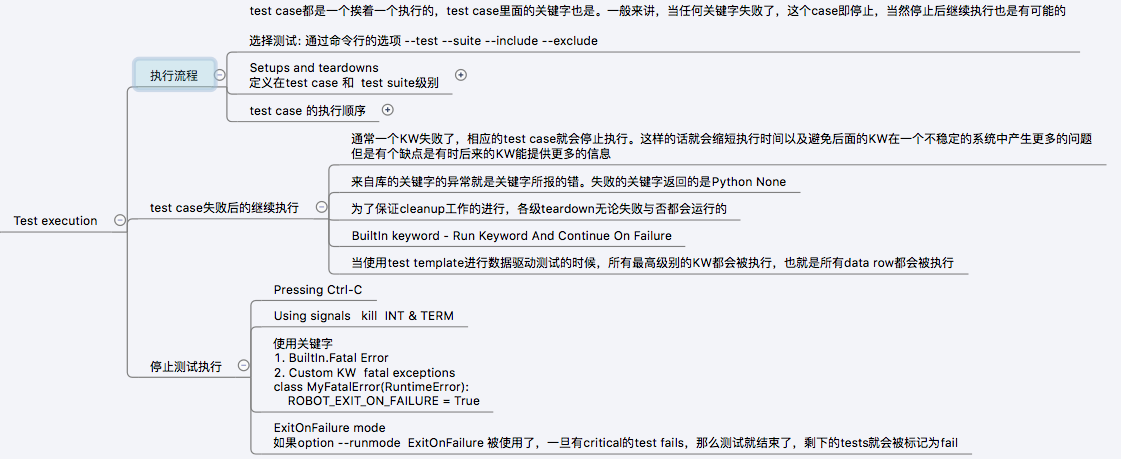 Test execution
执行流程
test case都是一个挨着一个执行的，test case里面的关键字也是。一般来讲，当任何关键字失败了，这个case即停止，当然停止后继续执行也是有可能的
选择测试: 通过命令行的选项 --test --suite --include --exclude
Setups and teardowns
定义在test case 和 test suite级别
test case 的执行顺序
test case失败后的继续执行
通常一个KW失败了，相应的test case就会停止执行。这样的话就会缩短执行时间以及避免后面的KW在一个不稳定的系统中产生更多的问题
但是有个缺点是有时后来的KW能提供更多的信息
来自库的关键字的异常就是关键字所报的错。失败的关键字返回的是Python None
为了保证cleanup工作的进行，各级teardown无论失败与否都会运行的
BuiltIn keyword - Run Keyword And Continue On Failure
当使用test template进行数据驱动测试的时候，所有最高级别的KW都会被执行，也就是所有data row都会被执行
停止测试执行
Pressing Ctrl-C
Using signals kill INT & TERM
使用关键字
1. BuiltIn.Fatal Error
2. Custom KW fatal exceptions
class MyFatalError(RuntimeError):
ROBOT_EXIT_ON_FAILURE = True
ExitOnFailure mode
如果option --runmode ExitOnFailure 被使用了，一旦有critical的test fails，那么测试就结束了，剩下的tests就会被标记为fail